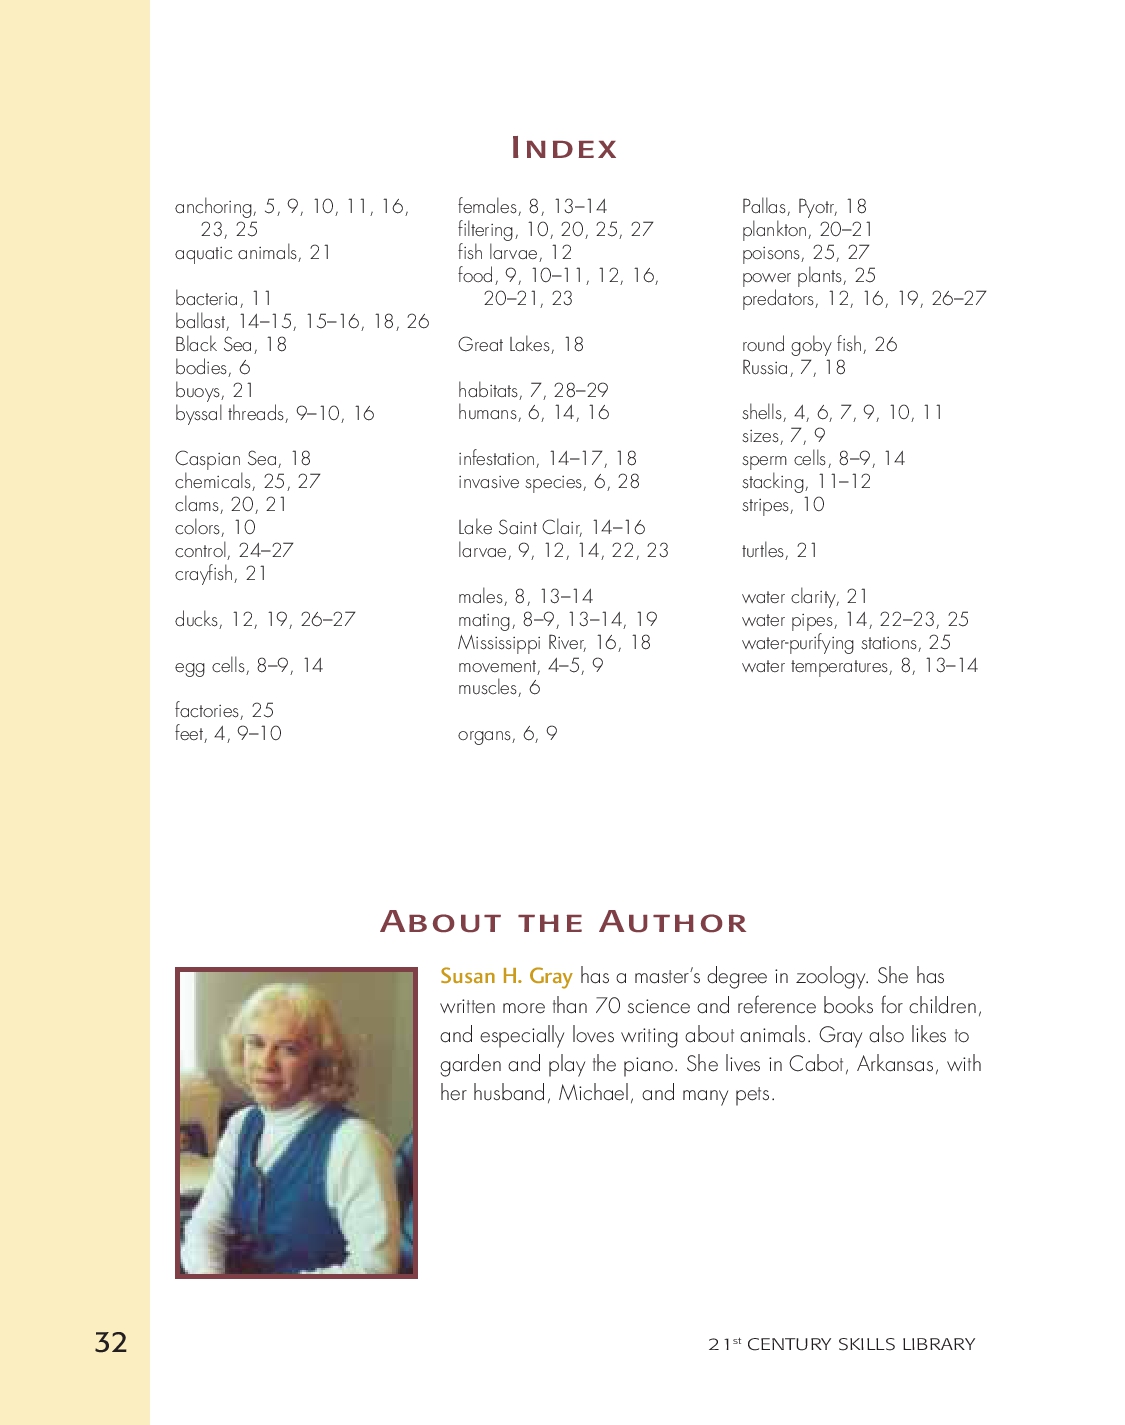 INDEX
anchoring, 5, 9, 10, 11, 16,
23, 25
aquatic animals, 21
bacteria, 11
ballast, 14–15, 15–16, 18, 26
Black Sea, 18
bodies, 6
buoys, 21
byssal threads, 9–10, 16
Caspian Sea, 18
chemicals, 25, 27
clams, 20, 21
colors, 10
control, 24–27
crayfish, 21
ducks, 12, 19, 26–27
egg cells, 8–9, 14
factories, 25
feet, 4, 9–10
females, 8, 13–14
filtering, 10, 20, 25, 27
fish larvae, 12
food, 9, 10–11, 12, 16,
20–21, 23
Great Lakes, 18
habitats, 7, 28–29
humans, 6, 14, 16
infestation, 14–17, 18
invasive species, 6, 28
Lake Saint Clair, 14–16
larvae, 9, 12, 14, 22, 23
males, 8, 13–14
mating, 8–9, 13–14, 19
Mississippi River, 16, 18
movement, 4–5, 9
muscles, 6
organs, 6, 9
Pallas, Pyotr, 18
plankton, 20–21
poisons, 25, 27
power plants, 25
predators, 12, 16, 19, 26–27
round goby fish, 26
Russia, 7, 18
shells, 4, 6, 7, 9, 10, 11
sizes, 7, 9
sperm cells, 8–9, 14
stacking, 11–12
stripes, 10
turtles, 21
water clarity, 21
water pipes, 14, 22–23, 25
water-purifying stations, 25
water temperatures, 8, 13–14
ABOUT THE AUTHOR
Susan H. Gray has a master's degree in zoology. She has
written more than 70 science and reference books for children,
and especially loves writing about animals. Gray also likes to
garden and play the piano. She lives in Cabot, Arkansas, with
her husband, Michael, and many pets.
32
21st CENTURY SKILLS LIBRARY